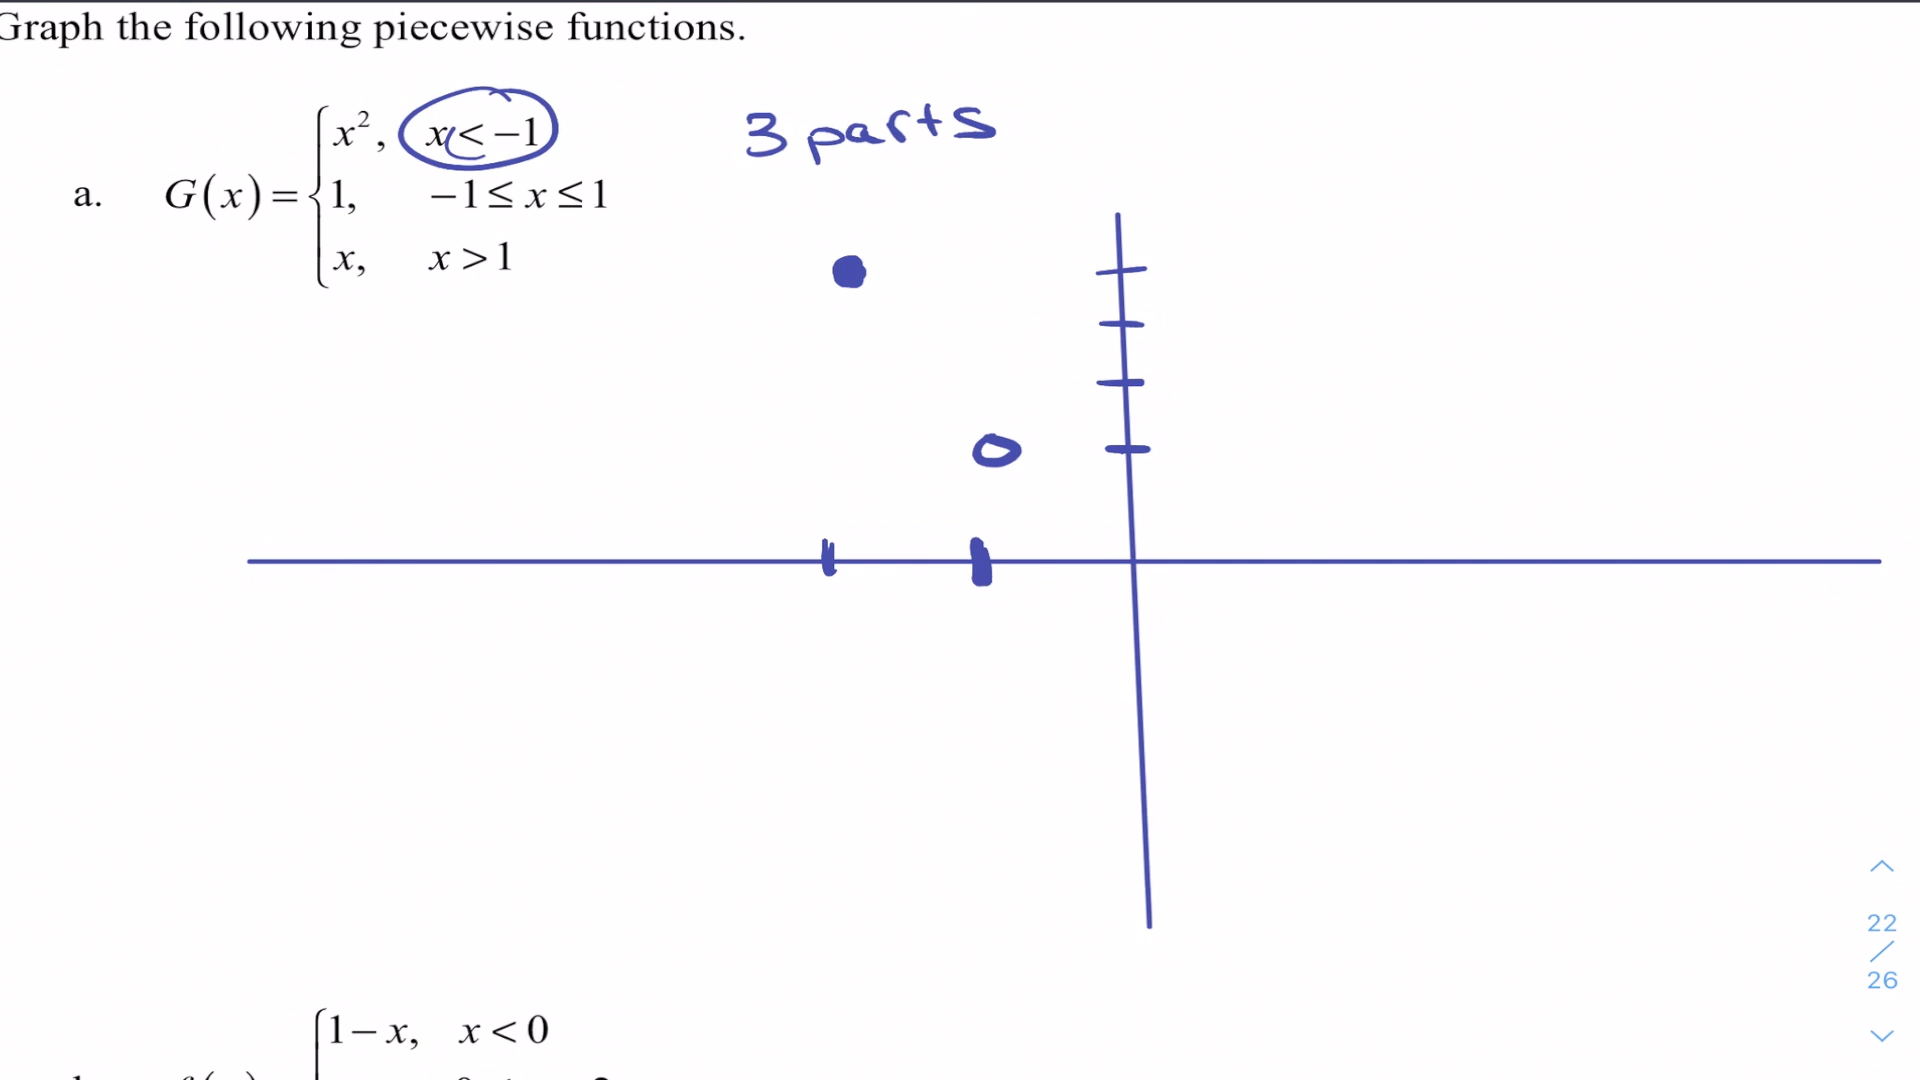 Graph the following piecewise functions.
x², x < −1
3 parts
a. G(x) = { 1, −1 ≤ x ≤ 1
x, x > 1
22
/
26
1 − x, x < 0